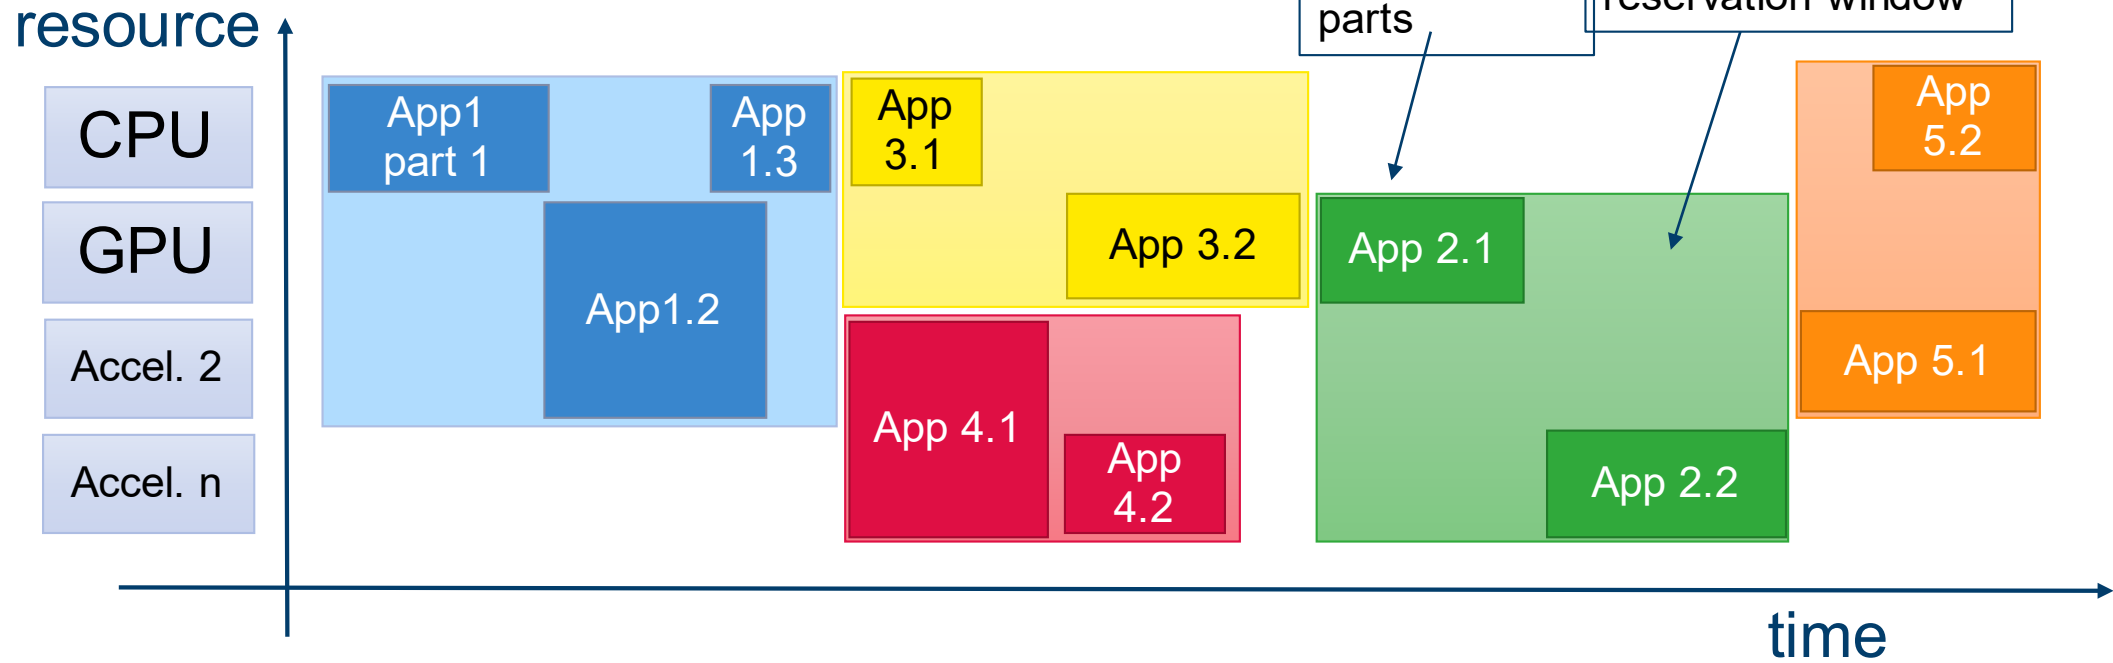 resource
parts
reservation window
CPU
GPU
Accel. 2
Accel. n
App1
part 1
App
1.3
App1.2
App
3.1
App 3.2
App 4.1
App
4.2
App 2.1
App 2.2
App
5.2
App 5.1
time